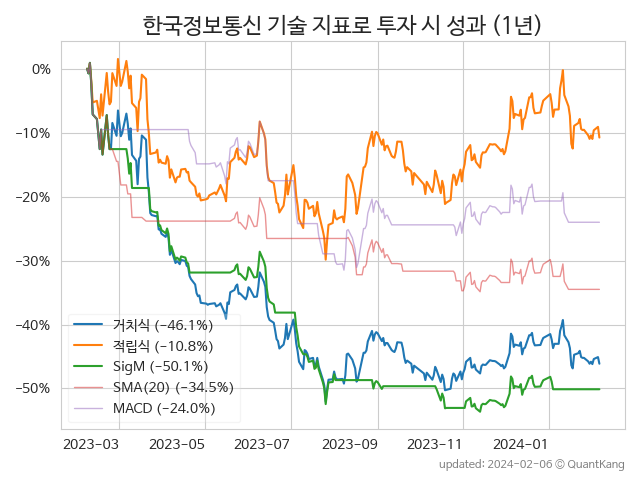 한국정보통신 기술 지표로 투자 시 성과 (1년)
0%
−10%
−20%
−30%
−40%
−50%
거치식 (−46.1%)
적립식 (−10.8%)
SigM (−50.1%)
SMA(20) (−34.5%)
MACD (−24.0%)
2023−03 2023−05 2023−07 2023−09 2023−11 2024−01
updated: 2024−02−06 © QuantKang